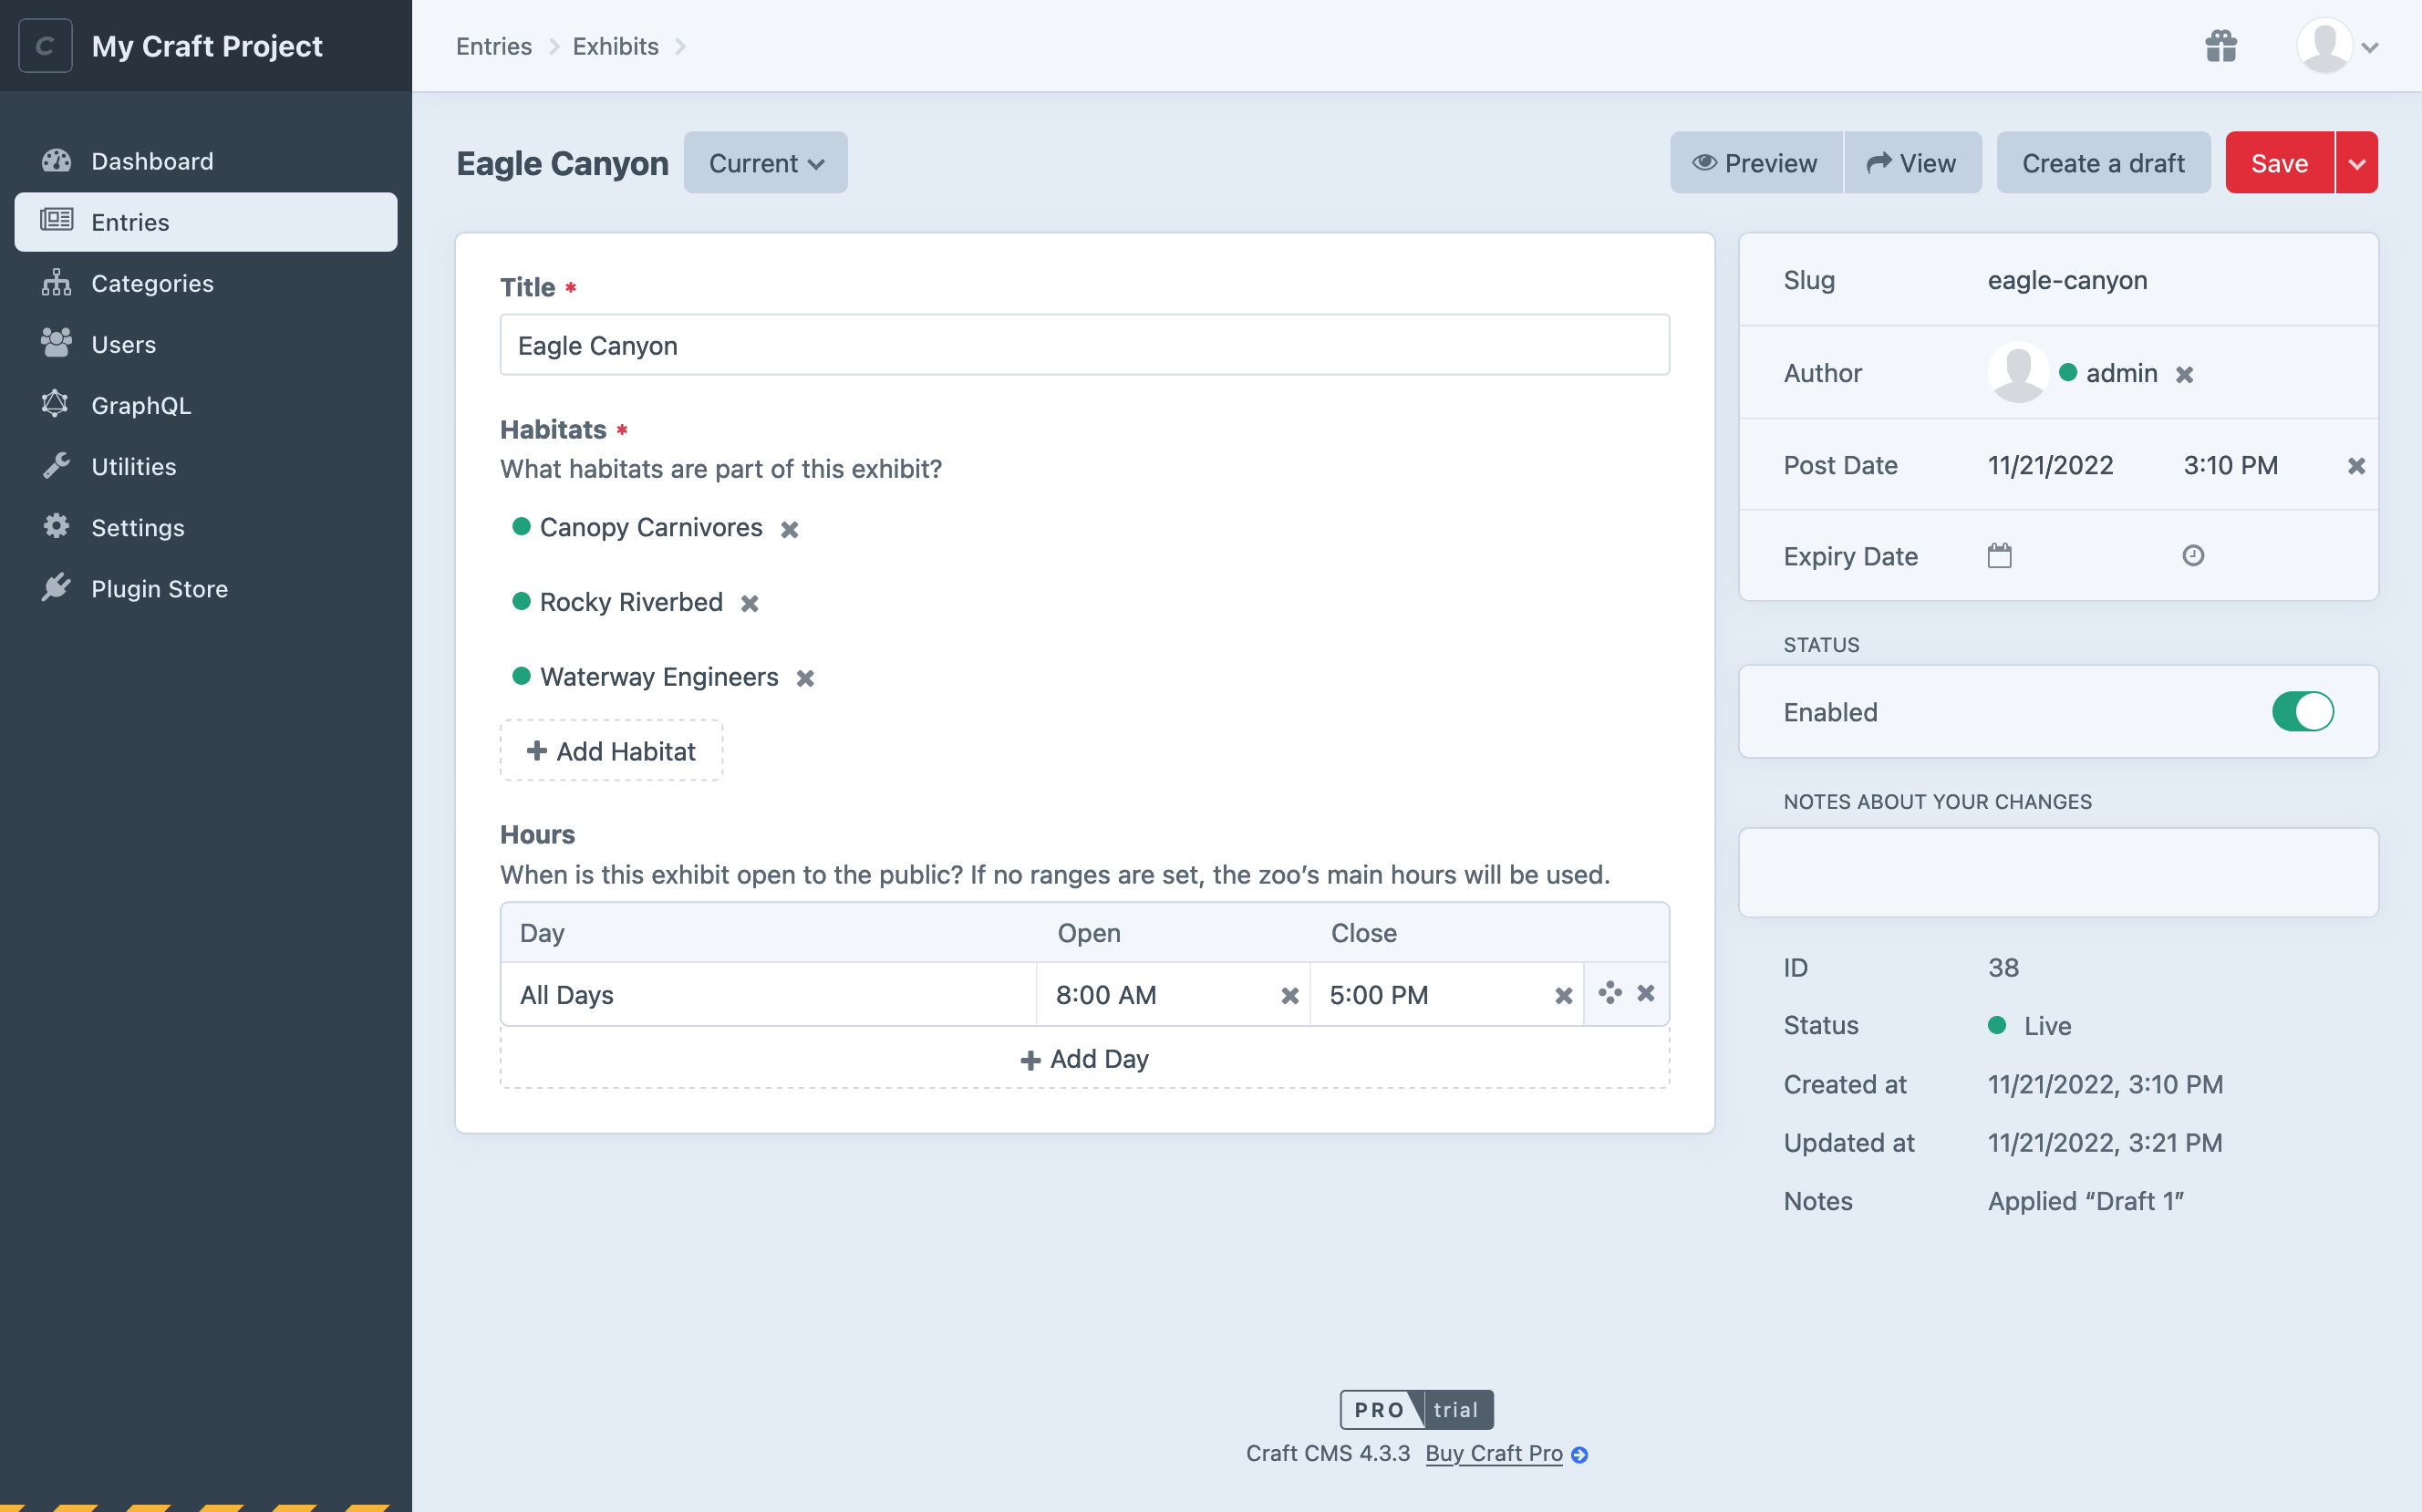 C My Craft Project
Entries Exhibits
Dashboard
Entries
Categories
Users
GraphQL
Utilities
Settings
Plugin Store
Eagle Canyon Current Preview View Create a draft Save
Title *
Eagle Canyon
Habitats *
What habitats are part of this exhibit?
Canopy Carnivores
Rocky Riverbed
Waterway Engineers
Add Habitat
Hours
When is this exhibit open to the public? If no ranges are set, the zoo’s main hours will be used.
Day Open Close
All Days 8:00 AM 5:00 PM
Add Day
Slug eagle-canyon
Author admin
Post Date 11/21/2022 3:10 PM
Expiry Date
STATUS
Enabled
NOTES ABOUT YOUR CHANGES
ID 38
Status Live
Created at 11/21/2022, 3:10 PM
Updated at 11/21/2022, 3:21 PM
Notes Applied “Draft 1”
PRO trial
Craft CMS 4.3.3 Buy Craft Pro